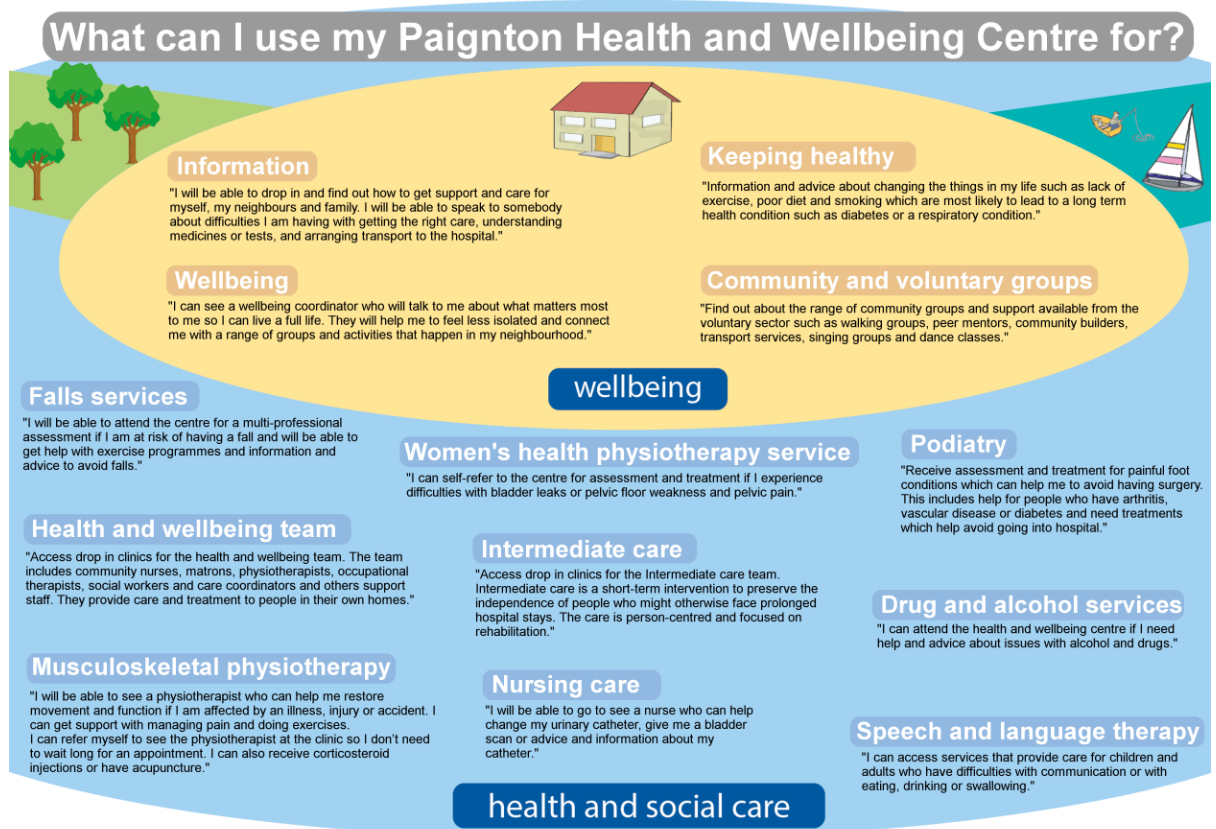 What can I use my Paignton Health and Wellbeing Centre for?
Information
"I will be able to drop in and find out how to get support and care for
myself, my neighbours and family. I will be able to speak to somebody
about difficulties I am having with getting the right care, understanding
medicines or tests, and arranging transport to the hospital."
Keeping healthy
"Information and advice about changing the things in my life such as lack of
exercise, poor diet and smoking which are most likely to lead to a long term
health condition such as diabetes or a respiratory condition."
Wellbeing
"I can see a wellbeing coordinator who will talk to me about what matters most
to me so I can live a full life. They will help me to feel less isolated and connect
me with a range of groups and activities that happen in my neighbourhood."
Community and voluntary groups
"Find out about the range of community groups and support available from the
voluntary sector such as walking groups, peer mentors, community builders,
transport services, singing groups and dance classes."
wellbeing
Falls services
"I will be able to attend the centre for a multi-professional
assessment if I am at risk of having a fall and will be able to
get help with exercise programmes and information and
advice to avoid falls."
Women's health physiotherapy service
"I can self-refer to the centre for assessment and treatment if I experience
difficulties with bladder leaks or pelvic floor weakness and pelvic pain."
Podiatry
"Receive assessment and treatment for painful foot
conditions which can help me to avoid having surgery.
This includes help for people who have arthritis,
vascular disease or diabetes and need treatments
which help avoid going into hospital."
Health and wellbeing team
"Access drop in clinics for the health and wellbeing team. The team
includes community nurses, matrons, physiotherapists, occupational
therapists, social workers and care coordinators and others support
staff. They provide care and treatment to people in their own homes."
Intermediate care
"Access drop in clinics for the Intermediate care team.
Intermediate care is a short-term intervention to preserve the
independence of people who might otherwise face prolonged
hospital stays. The care is person-centred and focused on
rehabilitation."
Drug and alcohol services
"I can attend the health and wellbeing centre if I need
help and advice about issues with alcohol and drugs."
Musculoskeletal physiotherapy
"I will be able to see a physiotherapist who can help me restore
movement and function if I am affected by an illness, injury or accident. I
can get support with managing pain and doing exercises.
I can refer myself to see the physiotherapist at the clinic so I don't need
to wait long for an appointment. I can also receive corticosteroid
injections or have acupuncture."
Nursing care
"I will be able to go to see a nurse who can help
change my urinary catheter, give me a bladder
scan or advice and information about my
catheter."
Speech and language therapy
"I can access services that provide care for children and
adults who have difficulties with communication or with
eating, drinking or swallowing."
health and social care